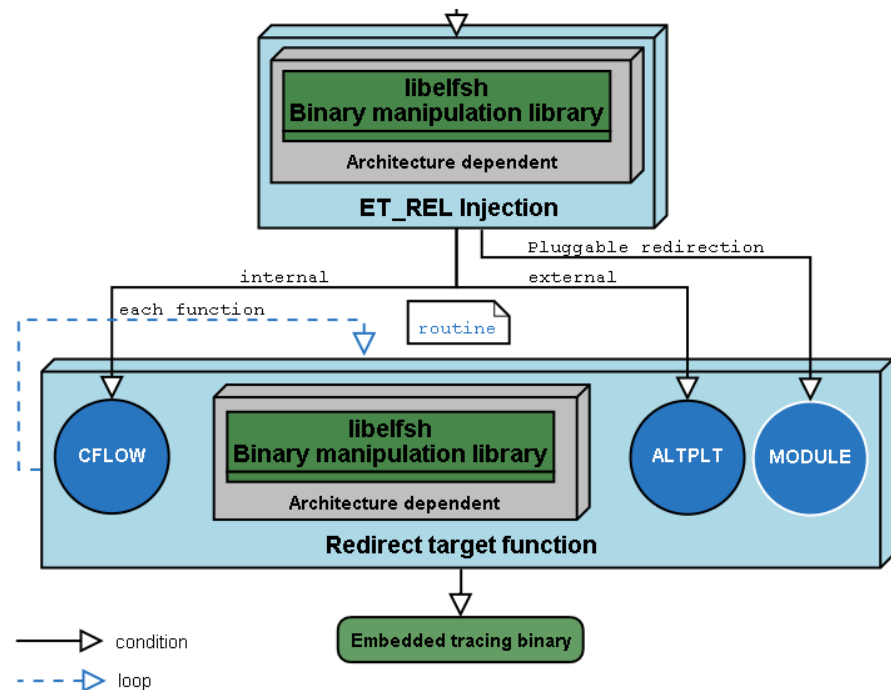 libelfsh
Binary manipulation library
Architecture dependent
ET_REL Injection
Pluggable redirection
internal
external
each function
routine
CFLOW
libelfsh
Binary manipulation library
Architecture dependent
ALTPLT
MODULE
Redirect target function
Embedded tracing binary
condition
loop